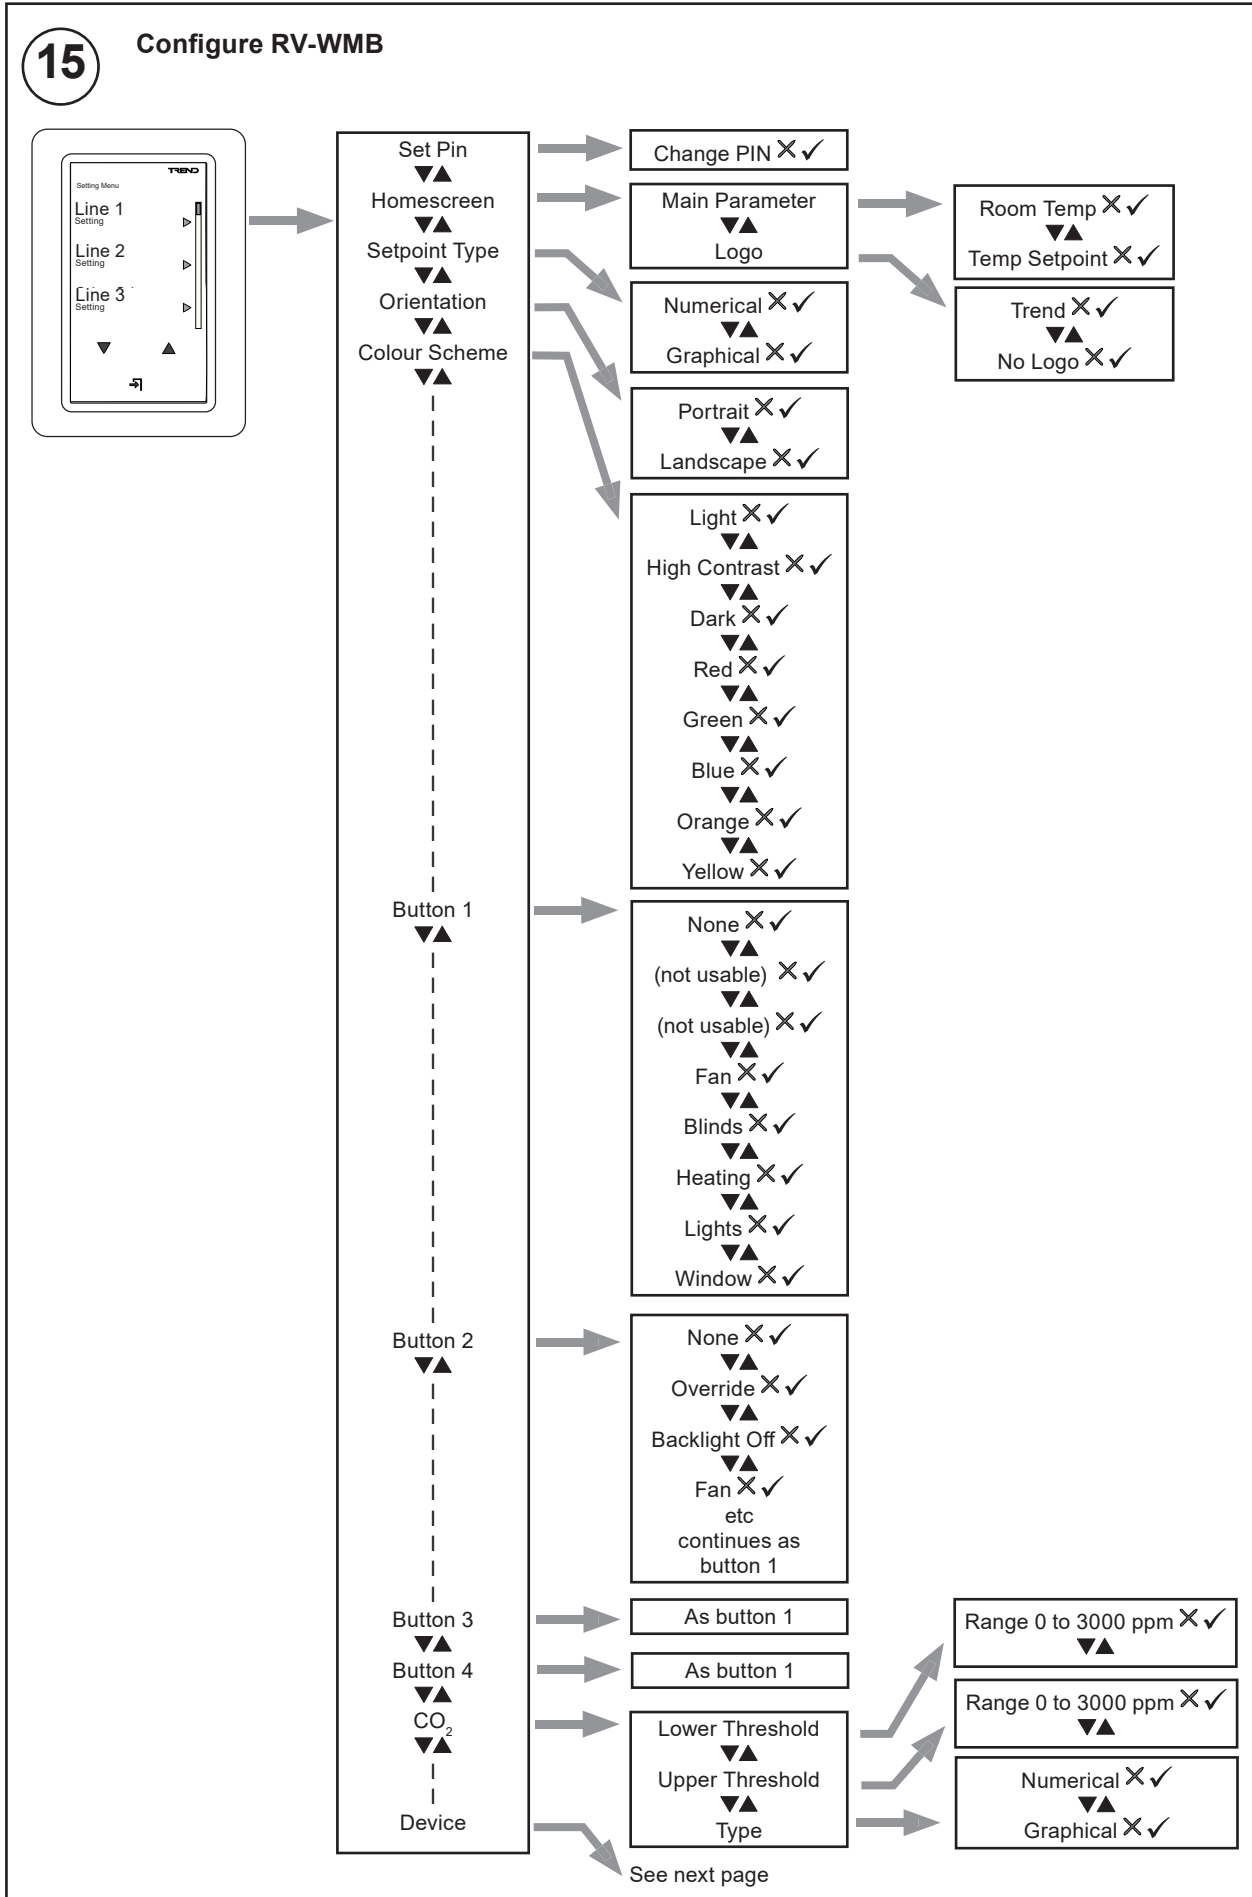 15
Configure RV-WMB
TREND
Setting Menu
Line 1
Setting
Line 2
Setting
Line 3
Setting
Set Pin
Homescreen
Setpoint Type
Orientation
Colour Scheme
Button 1
Button 2
Button 3
Button 4
CO₂
Device
Change PIN
Main Parameter
Logo
Room Temp
Temp Setpoint
Trend
No Logo
Numerical
Graphical
Portrait
Landscape
Light
High Contrast
Dark
Red
Green
Blue
Orange
Yellow
None
(not usable)
(not usable)
Fan
Blinds
Heating
Lights
Window
None
Override
Backlight Off
Fan
etc
continues as
button 1
As button 1
As button 1
Lower Threshold
Upper Threshold
Type
Range 0 to 3000 ppm
Range 0 to 3000 ppm
Numerical
Graphical
See next page